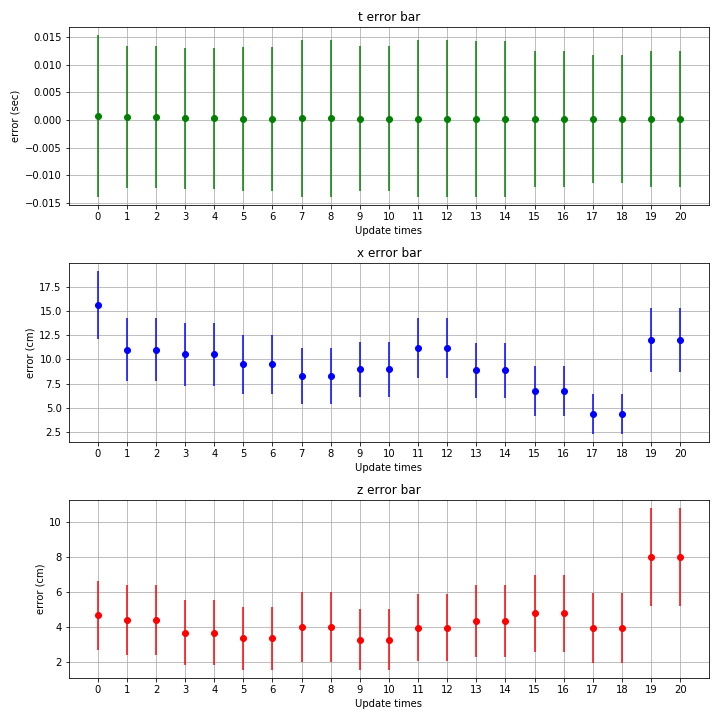 t error bar
error (sec)
0.015
0.010
0.005
0.000
−0.005
−0.010
−0.015
0 1 2 3 4 5 6 7 8 9 10 11 12 13 14 15 16 17 18 19 20
Update times
x error bar
error (cm)
17.5
15.0
12.5
10.0
7.5
5.0
2.5
0 1 2 3 4 5 6 7 8 9 10 11 12 13 14 15 16 17 18 19 20
Update times
z error bar
error (cm)
10
8
6
4
2
0 1 2 3 4 5 6 7 8 9 10 11 12 13 14 15 16 17 18 19 20
Update times